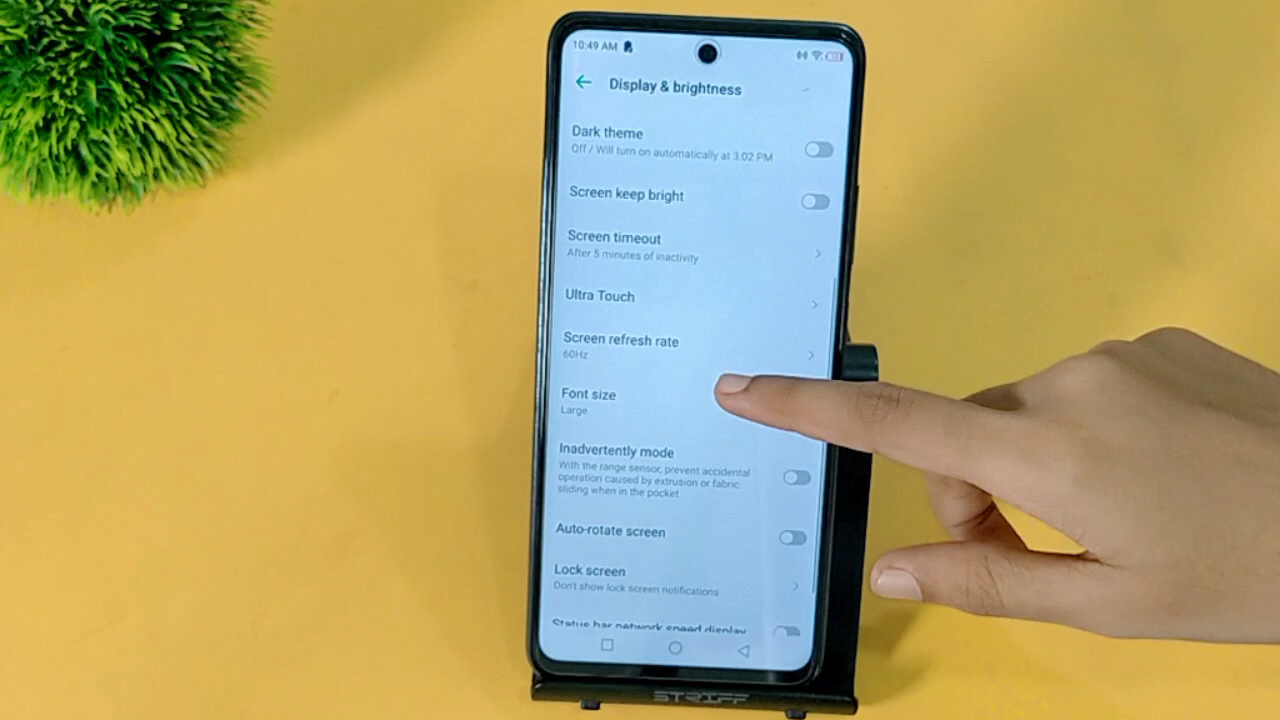 10:49 AM
Display & brightness
Dark theme
Off / Will turn on automatically at 3:02 PM
Screen keep bright
Screen timeout
After 5 minutes of inactivity
Ultra Touch
Screen refresh rate
60Hz
Font size
Large
Inadvertently mode
With the range sensor, prevent accidental
operation caused by extrusion or fabric
sliding when in the pocket
Auto-rotate screen
Lock screen
Don't show lock screen notifications
Status bar network speed display
STRIFF